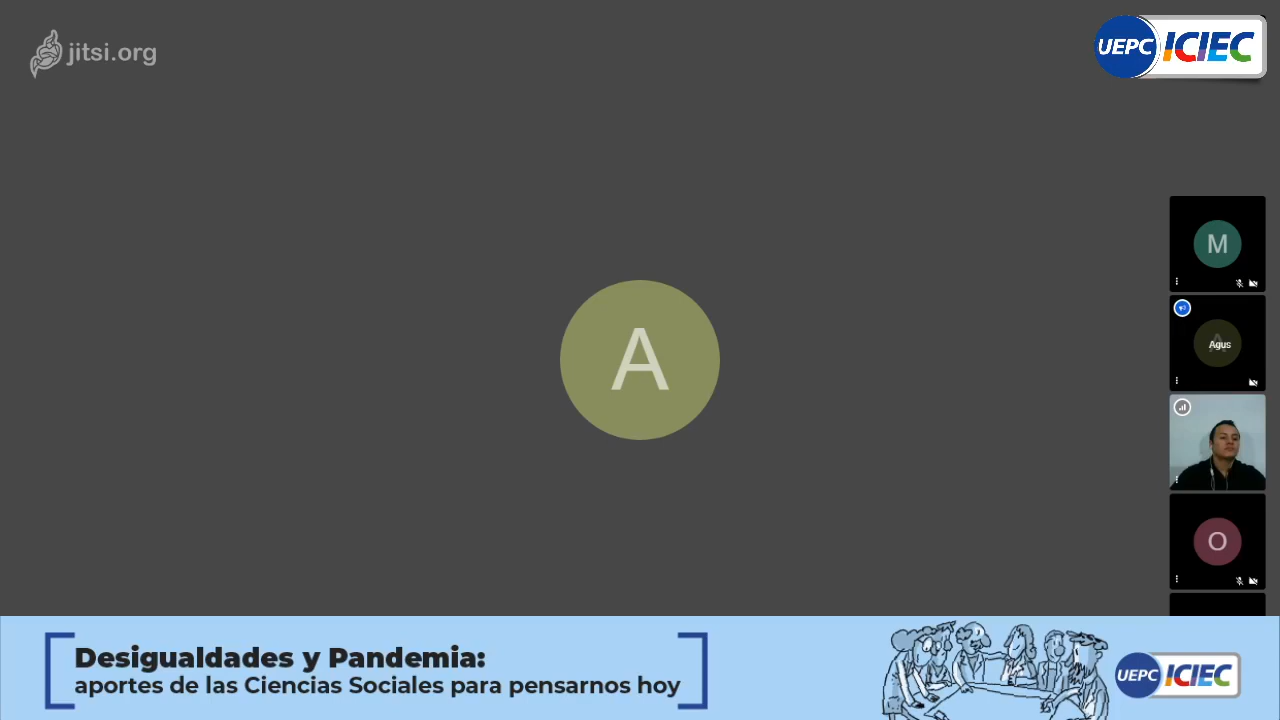 jitsi.org
UEPC ICIEC
M
Agus
A
O
Desigualdades y Pandemia:
aportes de las Ciencias Sociales para pensarnos hoy
UEPC ICIEC